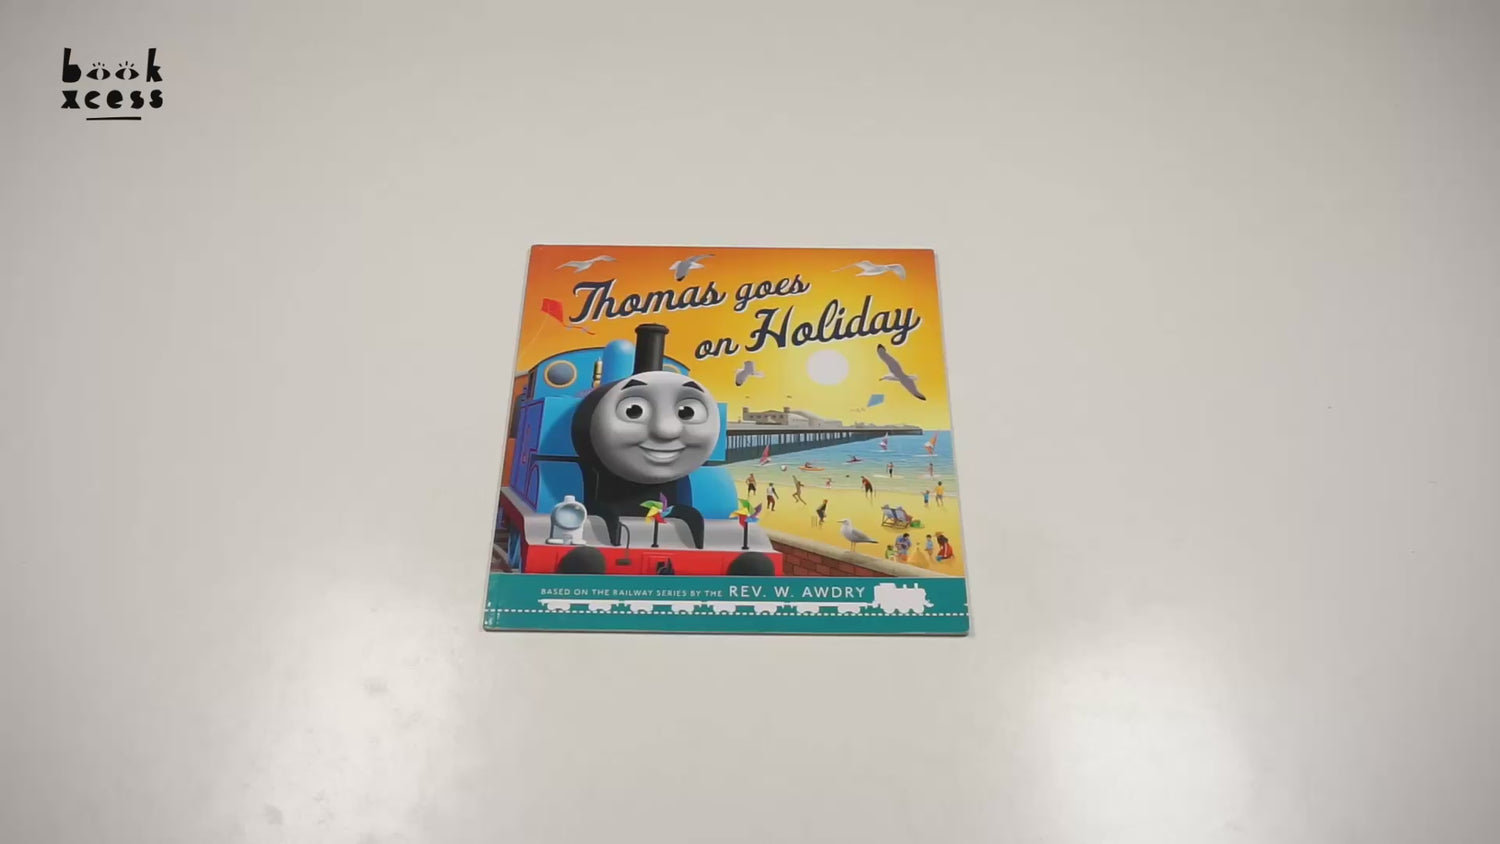 book
xcess
Thomas goes
on Holiday
BASED ON THE RAILWAY SERIES BY THE REV. W. AWDRY